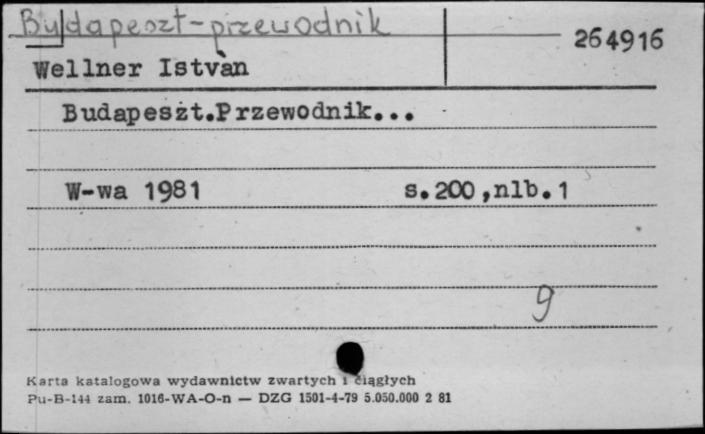 Budapeszt-przewodnik
264916
Wellner Istvàn
Budapeszt.Przewodnik...
W-wa 1981 s.200,nlb.1
9
Karta katalogowa wydawnictw zwartych i ciągłych
Pu-B-144 zam. 1016-WA-O-n — DZG 1501-4-79 5.050.000 2 81